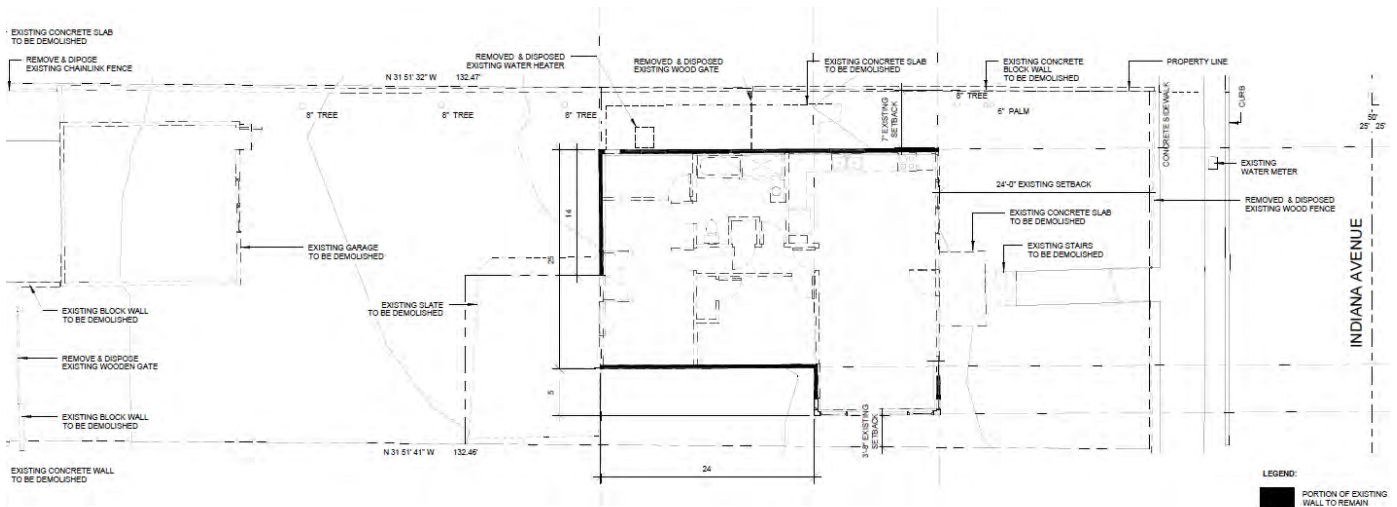 EXISTING CONCRETE SLAB
TO BE DEMOLISHED
REMOVE & DIPOSE
EXISTING CHAINLINK FENCE
N 31 51' 32" W 132.47'
REMOVED & DISPOSED
EXISTING WATER HEATER
REMOVED & DISPOSED
EXISTING WOOD GATE
EXISTING CONCRETE SLAB
TO BE DEMOLISHED
EXISTING CONCRETE
BLOCK WALL
TO BE DEMOLISHED
PROPERTY LINE
8" TREE
8" TREE
8" TREE
8" TREE
6" PALM
7' EXISTING
SETBACK
CONCRETE SIDEWALK
CURB
50'
25' 25'
EXISTING
WATER METER
24'-0" EXISTING SETBACK
REMOVED & DISPOSED
EXISTING WOOD FENCE
EXISTING CONCRETE SLAB
TO BE DEMOLISHED
EXISTING STAIRS
TO BE DEMOLISHED
INDIANA AVENUE
14
25
EXISTING GARAGE
TO BE DEMOLISHED
EXISTING SLATE
TO BE DEMOLISHED
EXISTING BLOCK WALL
TO BE DEMOLISHED
REMOVE & DISPOSE
EXISTING WOODEN GATE
EXISTING BLOCK WALL
TO BE DEMOLISHED
5
3'-8" EXISTING
SETBACK
N 31 51' 41" W 132.46'
24
EXISTING CONCRETE WALL
TO BE DEMOLISHED
LEGEND:
PORTION OF EXISTING
WALL TO REMAIN